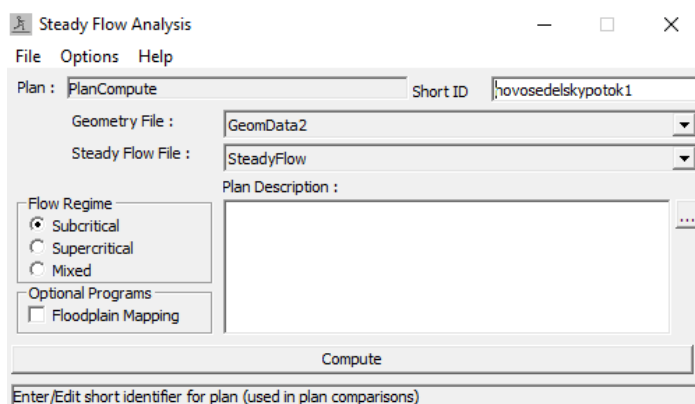 Steady Flow Analysis
File Options Help
Plan : PlanCompute Short ID novosedelskypotok1
Geometry File : GeomData2
Steady Flow File : SteadyFlow
Plan Description :
Flow Regime
Subcritical
Supercritical
Mixed
...
Optional Programs
Floodplain Mapping
Compute
Enter/Edit short identifier for plan (used in plan comparisons)